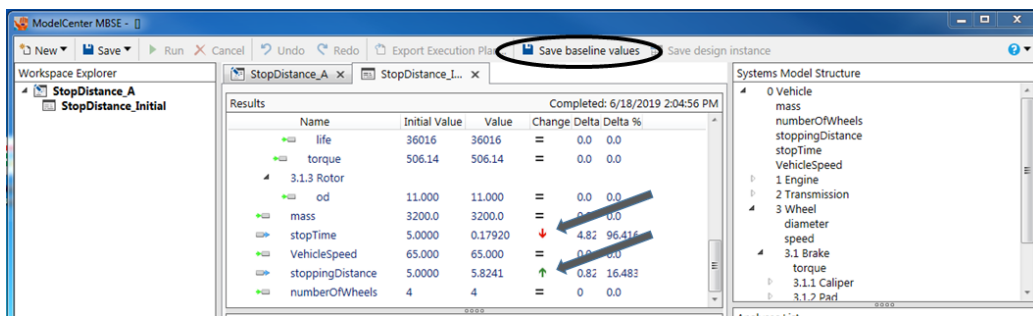 ModelCenter MBSE - []
New Save Run Cancel Undo Redo Export Execution Save baseline values Save design instance
Workspace Explorer
StopDistance_A
StopDistance_Initial
StopDistance_A x StopDistance_I... x
Results Completed: 6/18/2019 2:04:56 PM
Name Initial Value Value Change Delta Delta %
life 36016 36016 = 0.0 0.0
torque 506.14 506.14 = 0.0 0.0
3.1.3 Rotor
od 11.000 11.000 = 0.0 0.0
mass 3200.0 3200.0 = 0.0
stopTime 5.0000 0.17920 ↓ 4.82 96.416
VehicleSpeed 65.000 65.000 = 0.0 0.0
stoppingDistance 5.0000 5.8241 ↑ 0.82 16.483
numberOfWheels 4 4 = 0 0.0
Systems Model Structure
0 Vehicle
mass
numberOfWheels
stoppingDistance
stopTime
VehicleSpeed
1 Engine
2 Transmission
3 Wheel
diameter
speed
3.1 Brake
torque
3.1.1 Caliper
3.1.2 Pad